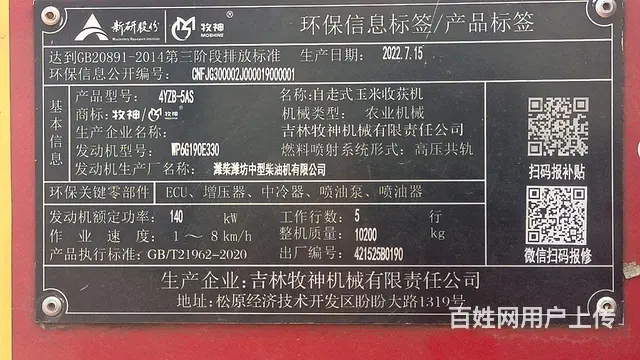 新研股份 牧神 MOSHINE 环保信息标签/产品标签
Machinery Research Institute
达到GB20891-2014第三阶段排放标准 生产日期: 2022.7.15
环保信息公开编号: CNFJG300002J000019000001
基本信息
产品型号: 4YZB-5AS 名称:自走式玉米收获机
商标: 牧神/牧神 机械类型: 农业机械
生产企业名称: 吉林牧神机械有限责任公司
发动机型号: WP6G190E330 燃料喷射系统形式:高压共轨
发动机生产厂: 潍柴潍坊中型柴油机有限公司
扫码报补贴
环保关键零部件 ECU、增压器、中冷器、喷油泵、喷油器
发动机额定功率: 140 kW 工作行数: 5 行
作业速度: 1~8km/h 整机质量: 10200 kg
产品执行标准: GB/T21962-2020 出厂编号: 421525B0190
微信扫码报修
生产企业:吉林牧神机械有限责任公司
地址:松原经济技术开发区盼盼大路1319号
百姓网用户上传